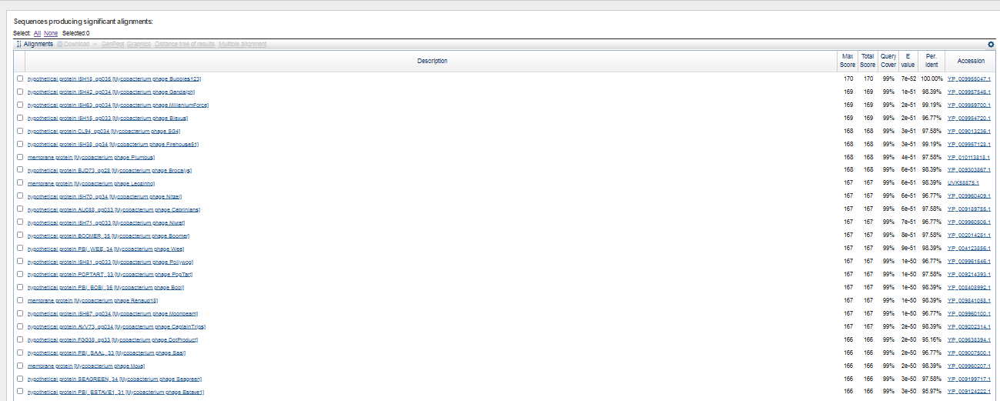 Sequences producing significant alignments:
Select: All None Selected:0
Alignments Download GenPept Graphics Distance tree of results Multiple alignment
Description Max Score Total Score Query Cover E value Per. Ident Accession
hypothetical protein I5H18_gp035 [Mycobacterium phage Bubbles123] 170 170 99% 7e-52 100.00% YP_009955047.1
hypothetical protein I5H42_gp034 [Mycobacterium phage Gandalph] 169 169 99% 1e-51 98.39% YP_009957546.1
hypothetical protein I5H63_gp034 [Mycobacterium phage MilleniumForce] 169 169 99% 2e-51 99.19% YP_009959700.1
hypothetical protein I5H15_gp033 [Mycobacterium phage Blexus] 169 169 99% 2e-51 96.77% YP_009954720.1
hypothetical protein CL94_gp034 [Mycobacterium phage SG4] 168 168 99% 3e-51 97.58% YP_009013236.1
hypothetical protein I5H38_gp34 [Mycobacterium phage Firehouse51] 168 168 99% 3e-51 99.19% YP_009957128.1
membrane protein [Mycobacterium phage Plumbus] 168 168 99% 4e-51 97.58% YP_010113818.1
hypothetical protein BJD73_gp28 [Mycobacterium phage Brocalys] 168 168 99% 6e-51 98.39% YP_009303867.1
membrane protein [Mycobacterium phage Leozinho] 167 167 99% 6e-51 98.39% UVK58875.1
hypothetical protein I5H70_gp34 [Mycobacterium phage Nitzel] 167 167 99% 6e-51 96.77% YP_009960409.1
hypothetical protein AU088_gp033 [Mycobacterium phage Cabrinians] 167 167 99% 6e-51 97.58% YP_009189755.1
hypothetical protein I5H71_gp033 [Mycobacterium phage Niwrat] 167 167 99% 7e-51 96.77% YP_009960506.1
hypothetical protein BOOMER_35 [Mycobacterium phage Boomer] 167 167 99% 8e-51 97.58% YP_002014251.1
hypothetical protein PBI_WEE_34 [Mycobacterium phage Wee] 167 167 99% 9e-51 98.39% YP_004123856.1
hypothetical protein I5H81_gp033 [Mycobacterium phage Pollywog] 167 167 99% 1e-50 96.77% YP_009961546.1
hypothetical protein POPTART_33 [Mycobacterium phage PopTart] 167 167 99% 1e-50 97.58% YP_009214393.1
hypothetical protein PBI_BOBI_35 [Mycobacterium phage Bobi] 167 167 99% 1e-50 98.39% YP_008408992.1
membrane protein [Mycobacterium phage Renaud18] 167 167 99% 1e-50 98.39% YP_009841058.1
hypothetical protein I5H67_gp034 [Mycobacterium phage Moonbeam] 167 167 99% 1e-50 96.77% YP_009960100.1
hypothetical protein AVV73_gp034 [Mycobacterium phage CaptainTrips] 167 167 99% 2e-50 98.39% YP_009202314.1
hypothetical protein FGG38_gp33 [Mycobacterium phage DotProduct] 166 166 99% 2e-50 95.16% YP_009638394.1
hypothetical protein PBI_SAAL_33 [Mycobacterium phage Saal] 166 166 99% 2e-50 96.77% YP_009007500.1
membrane protein [Mycobacterium phage Mova] 166 166 99% 2e-50 98.39% YP_009960207.1
hypothetical protein SEAGREEN_34 [Mycobacterium phage Seagreen] 166 166 99% 3e-50 97.58% YP_009199717.1
hypothetical protein PBI_ESTAVE1_31 [Mycobacterium phage Estave1] 166 166 99% 3e-50 95.97% YP_009124222.1